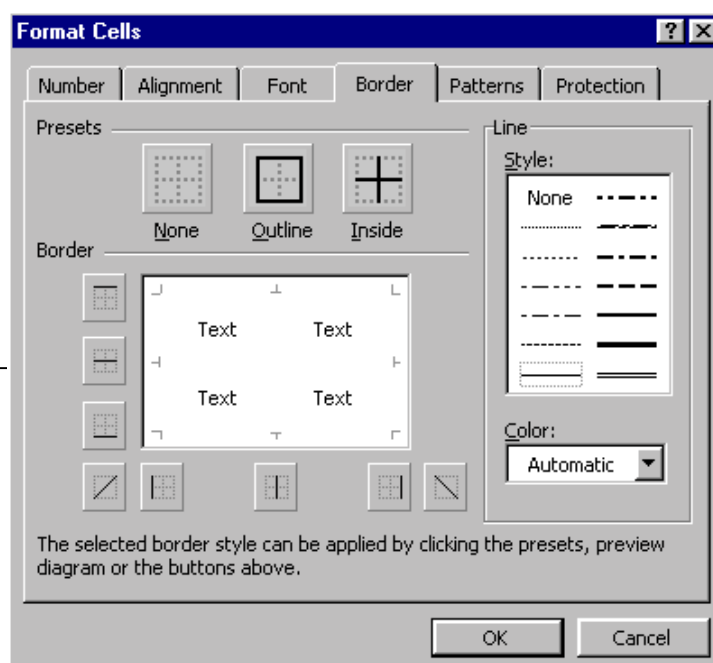 Format Cells
Number Alignment Font Border Patterns Protection
Presets
None Outline Inside
Line
Style:
None
Border
Text Text
Text Text
Color:
Automatic
The selected border style can be applied by clicking the presets, preview
diagram or the buttons above.
OK Cancel